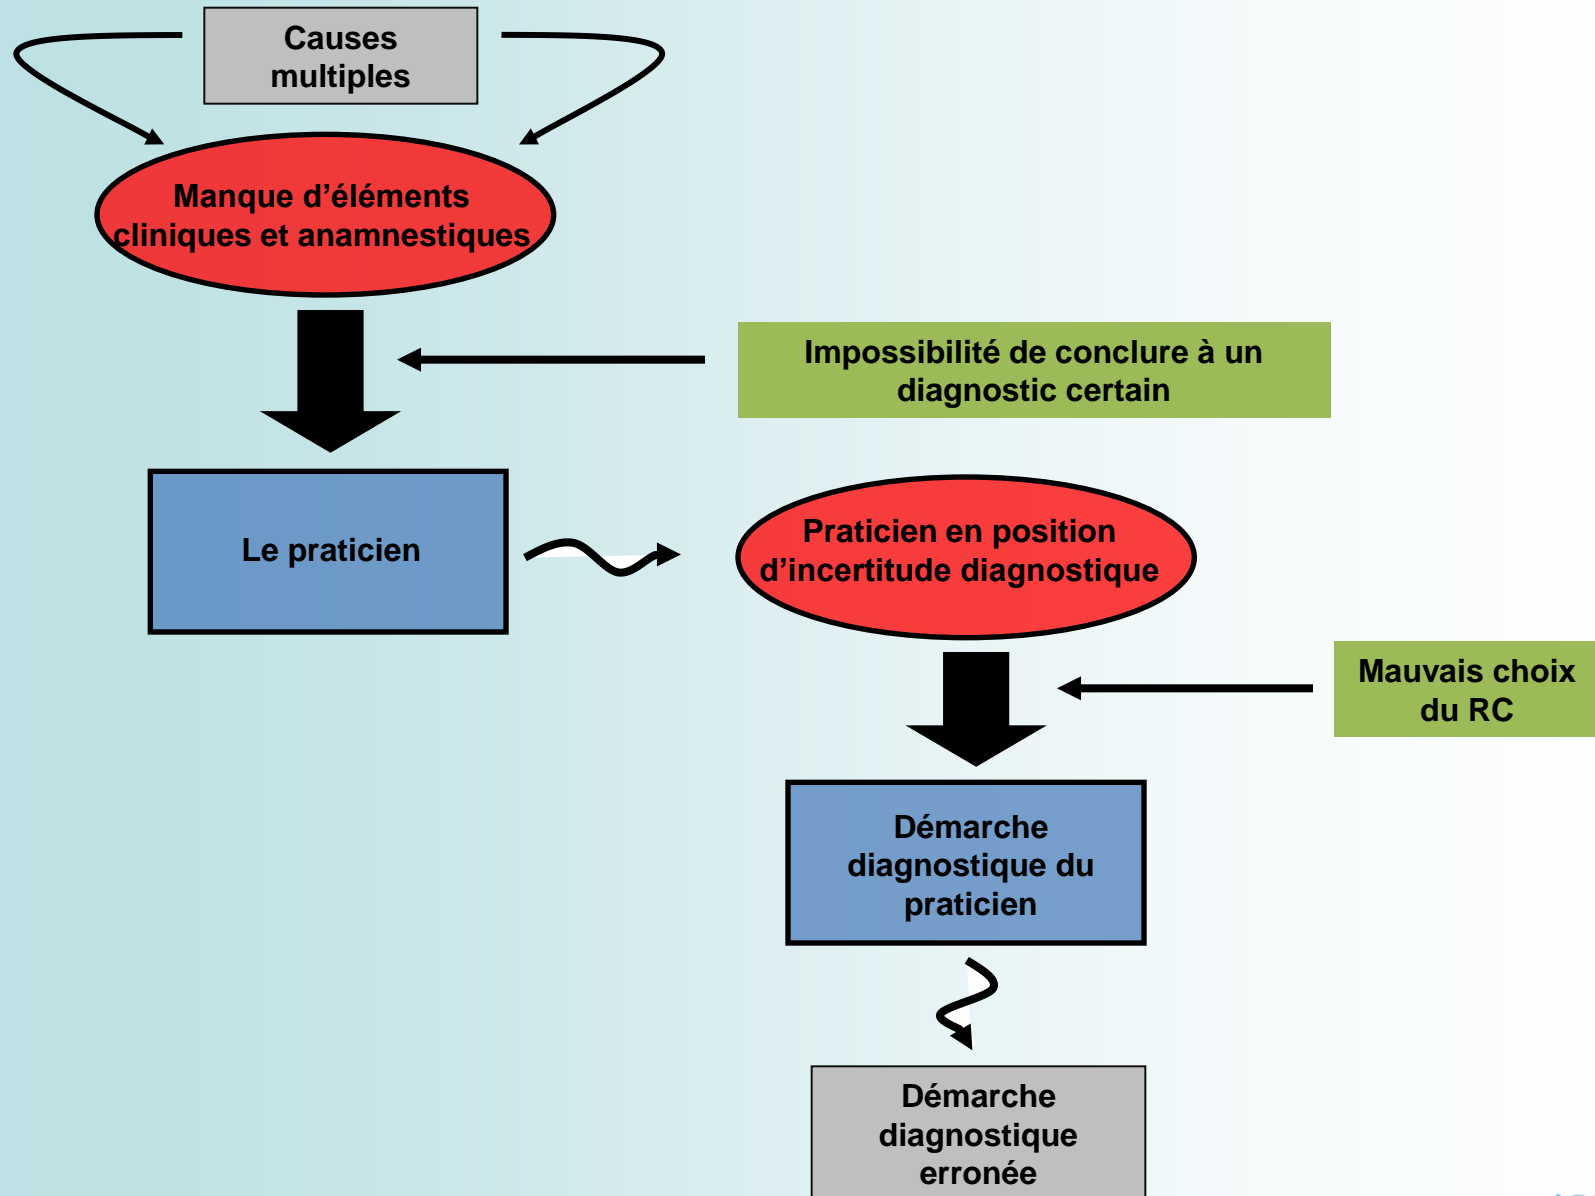 Causes
multiples
Manque d’éléments
cliniques et anamnestiques
Impossibilité de conclure à un
diagnostic certain
Le praticien
Praticien en position
d’incertitude diagnostique
Mauvais choix
du RC
Démarche
diagnostique du
praticien
Démarche
diagnostique
erronée